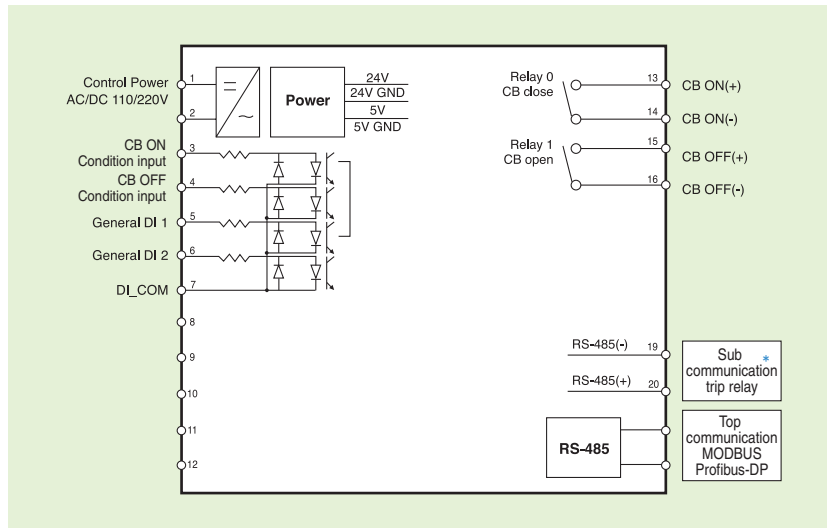 Control Power
AC/DC 110/220V
1
2
CB ON
Condition input
3
CB OFF
Condition input
4
General DI 1
5
General DI 2
6
DI_COM
7
8
9
10
11
12
Power
24V
24V GND
5V
5V GND
Relay 0
CB close
13
CB ON(+)
14
CB ON(-)
Relay 1
CB open
15
CB OFF(+)
16
CB OFF(-)
RS-485(-)
19
RS-485(+)
20
Sub *
communication
trip relay
RS-485
Top
communication
MODBUS
Profibus-DP